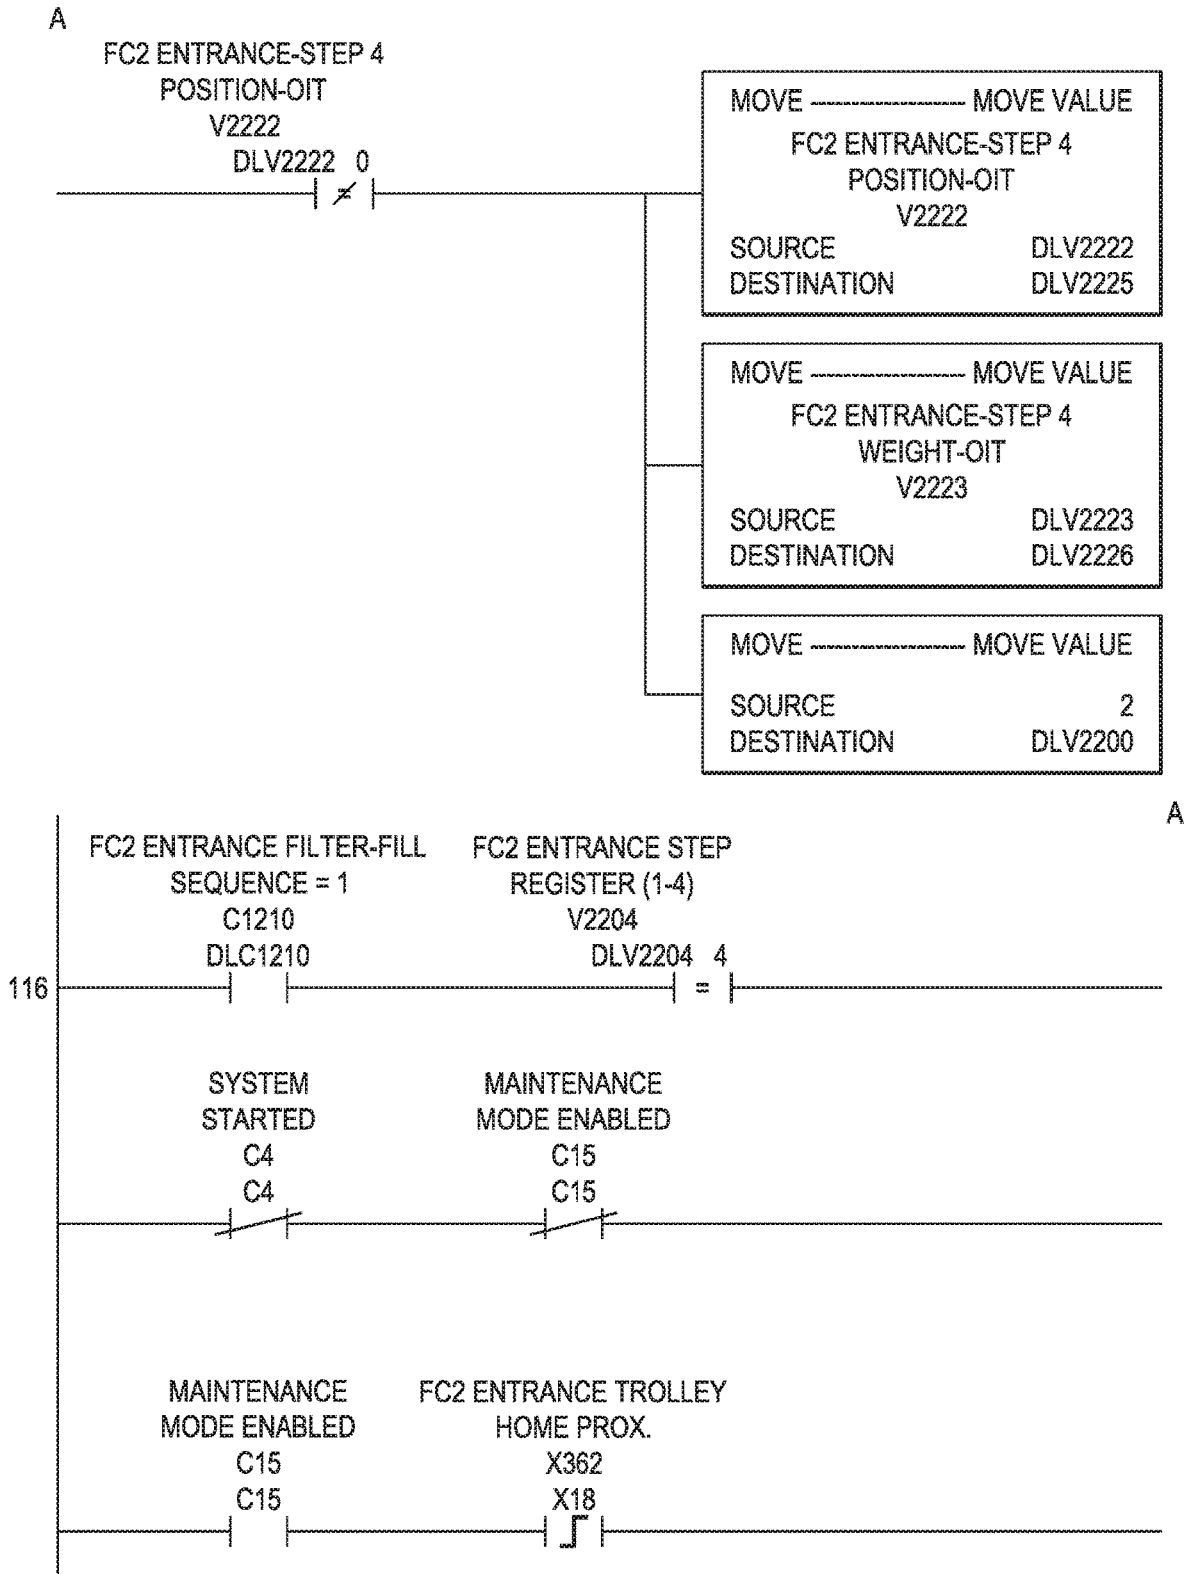 A
FC2 ENTRANCE-STEP 4
POSITION-OIT
V2222
DLV2222 0
≠
MOVE ---------------- MOVE VALUE
FC2 ENTRANCE-STEP 4
POSITION-OIT
V2222
SOURCE DLV2222
DESTINATION DLV2225
MOVE ---------------- MOVE VALUE
FC2 ENTRANCE-STEP 4
WEIGHT-OIT
V2223
SOURCE DLV2223
DESTINATION DLV2226
MOVE ---------------- MOVE VALUE
SOURCE 2
DESTINATION DLV2200
A
FC2 ENTRANCE FILTER-FILL
SEQUENCE = 1
C1210
DLC1210
FC2 ENTRANCE STEP
REGISTER (1-4)
V2204
DLV2204 4
=
116
SYSTEM
STARTED
C4
C4
MAINTENANCE
MODE ENABLED
C15
C15
MAINTENANCE
MODE ENABLED
C15
C15
FC2 ENTRANCE TROLLEY
HOME PROX.
X362
X18